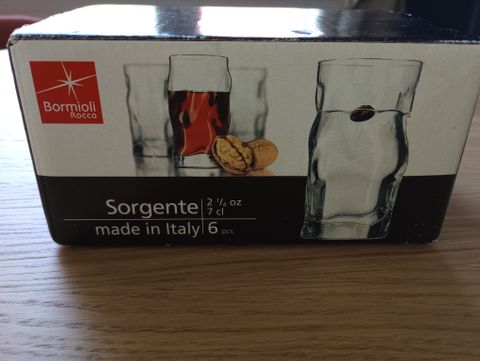 Bormioli
Rocco
Sorgente 2 ¼ oz
7 cl
made in Italy 6 pcs